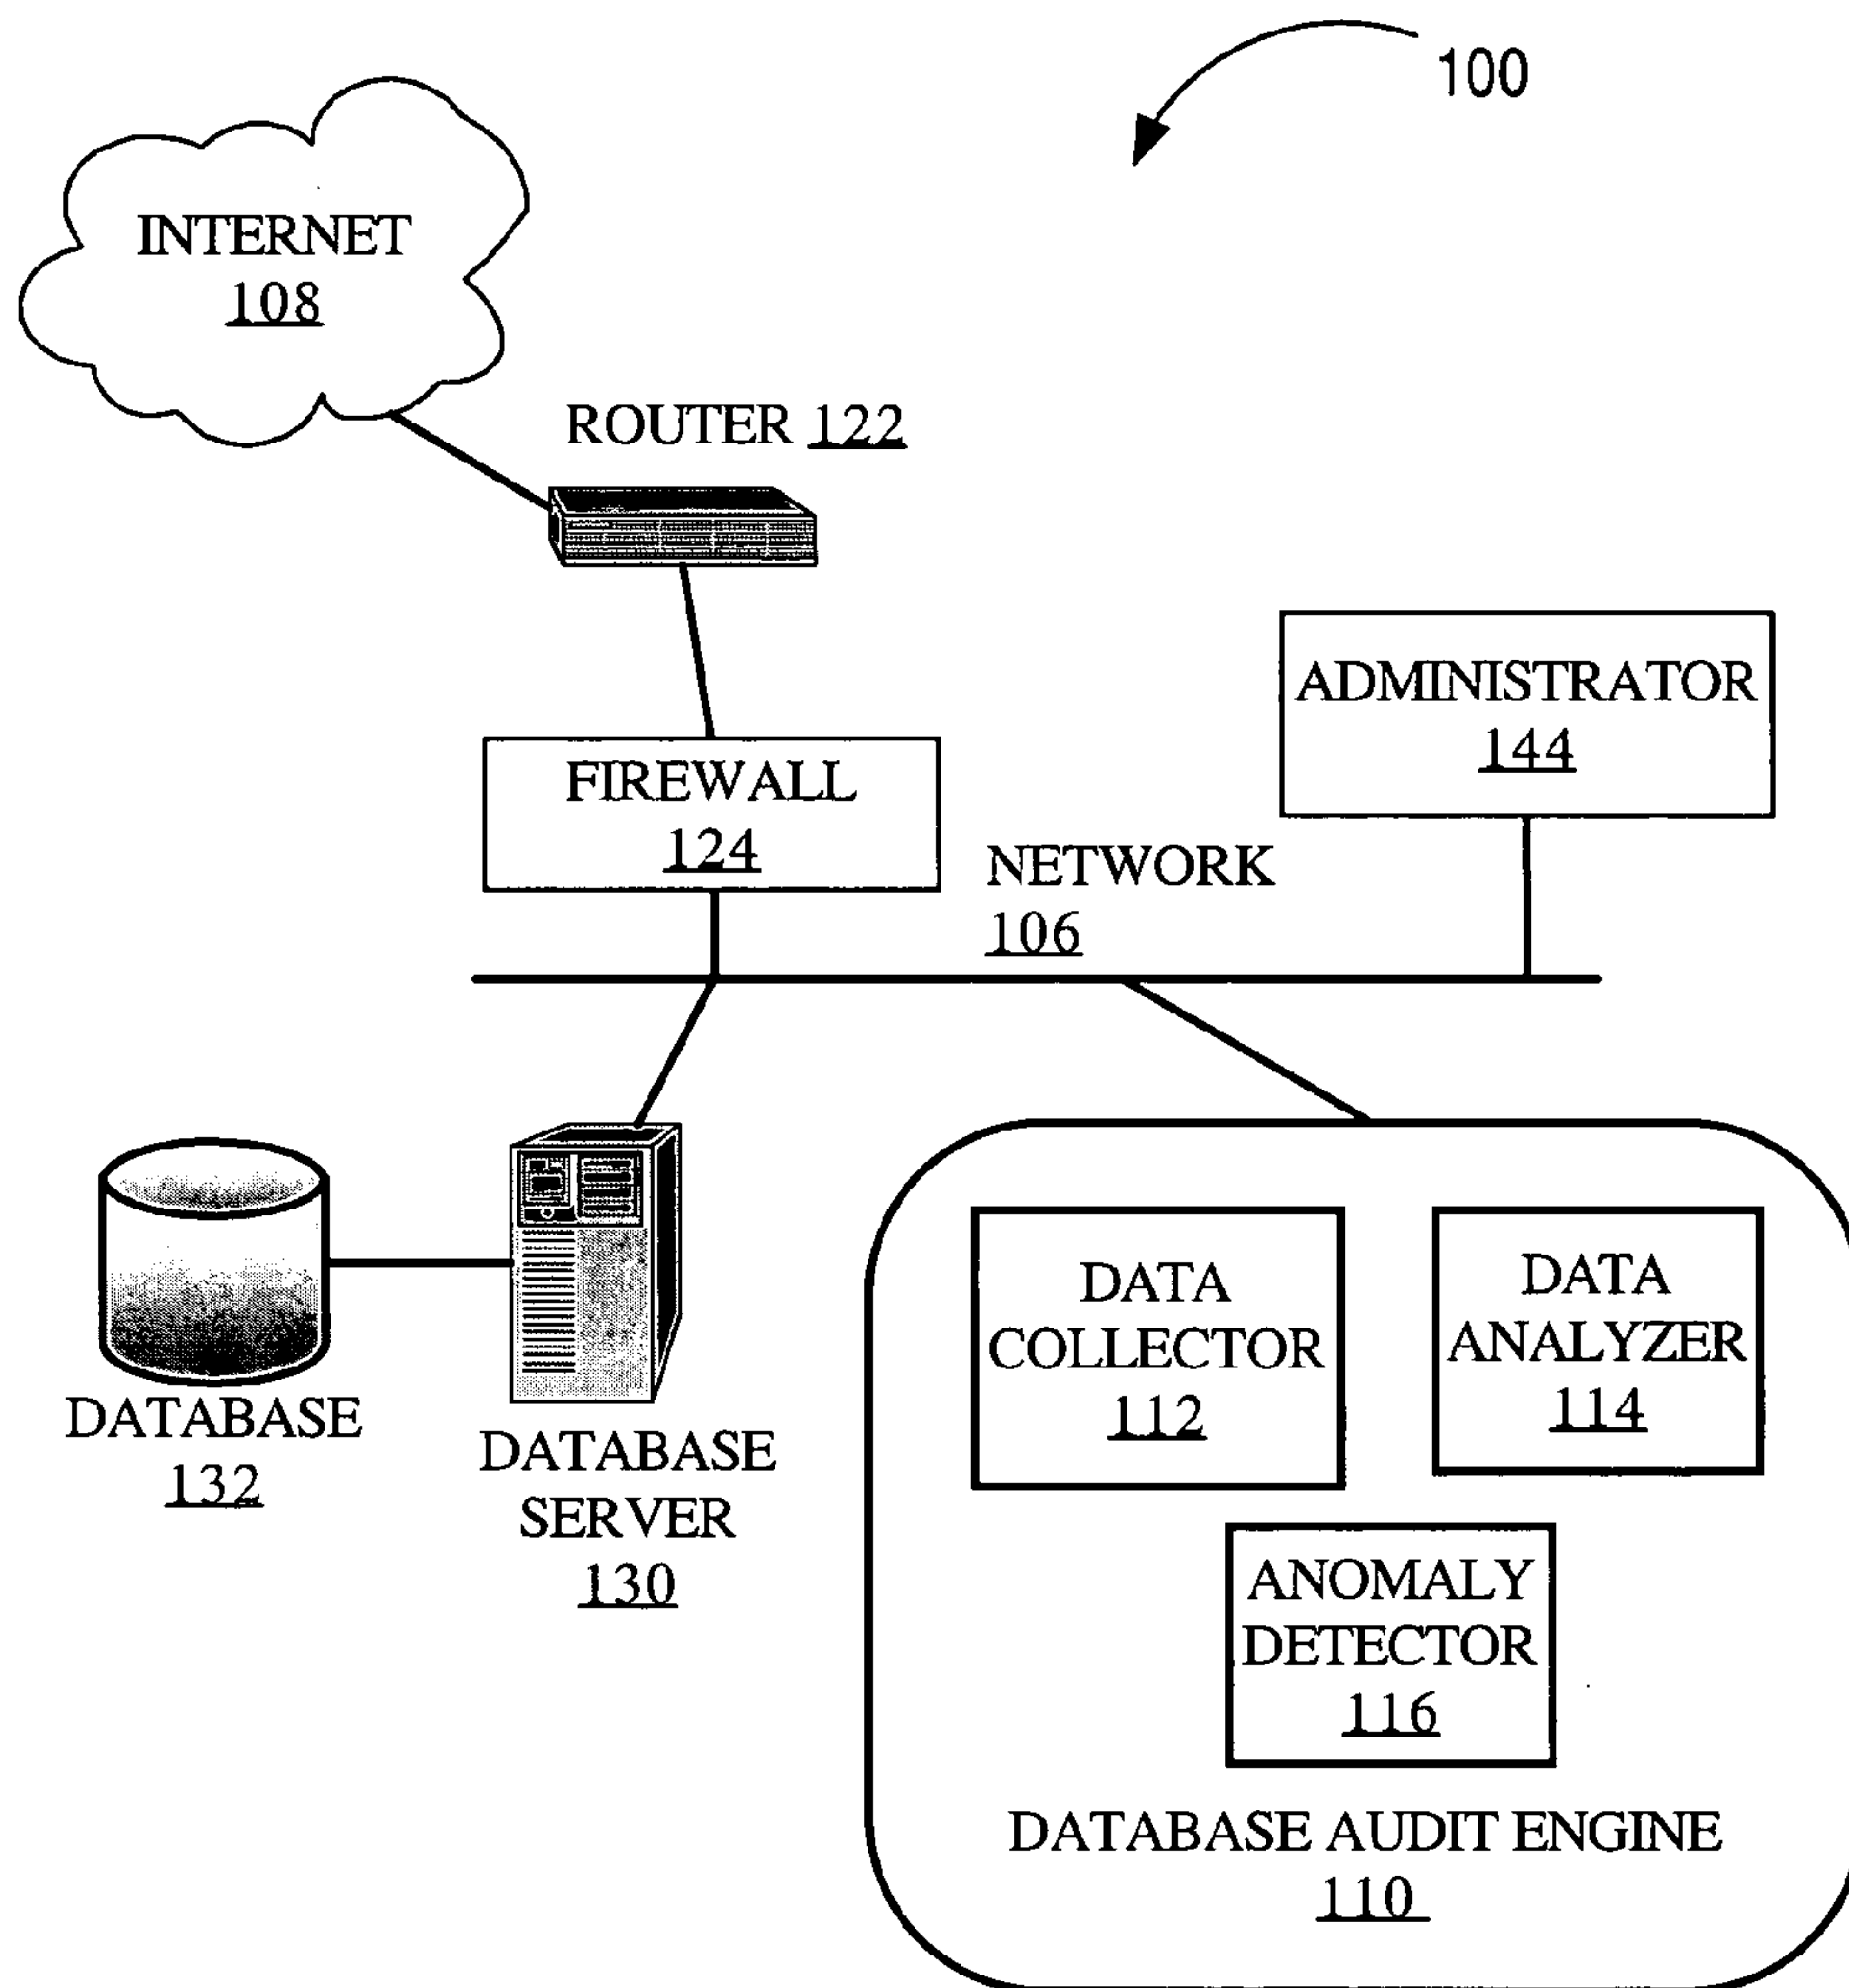 100
INTERNET
108
ROUTER 122
ADMINISTRATOR
144
FIREWALL
124
NETWORK
106
DATABASE
132
DATABASE
SERVER
130
DATA
COLLECTOR
112
DATA
ANALYZER
114
ANOMALY
DETECTOR
116
DATABASE AUDIT ENGINE
110